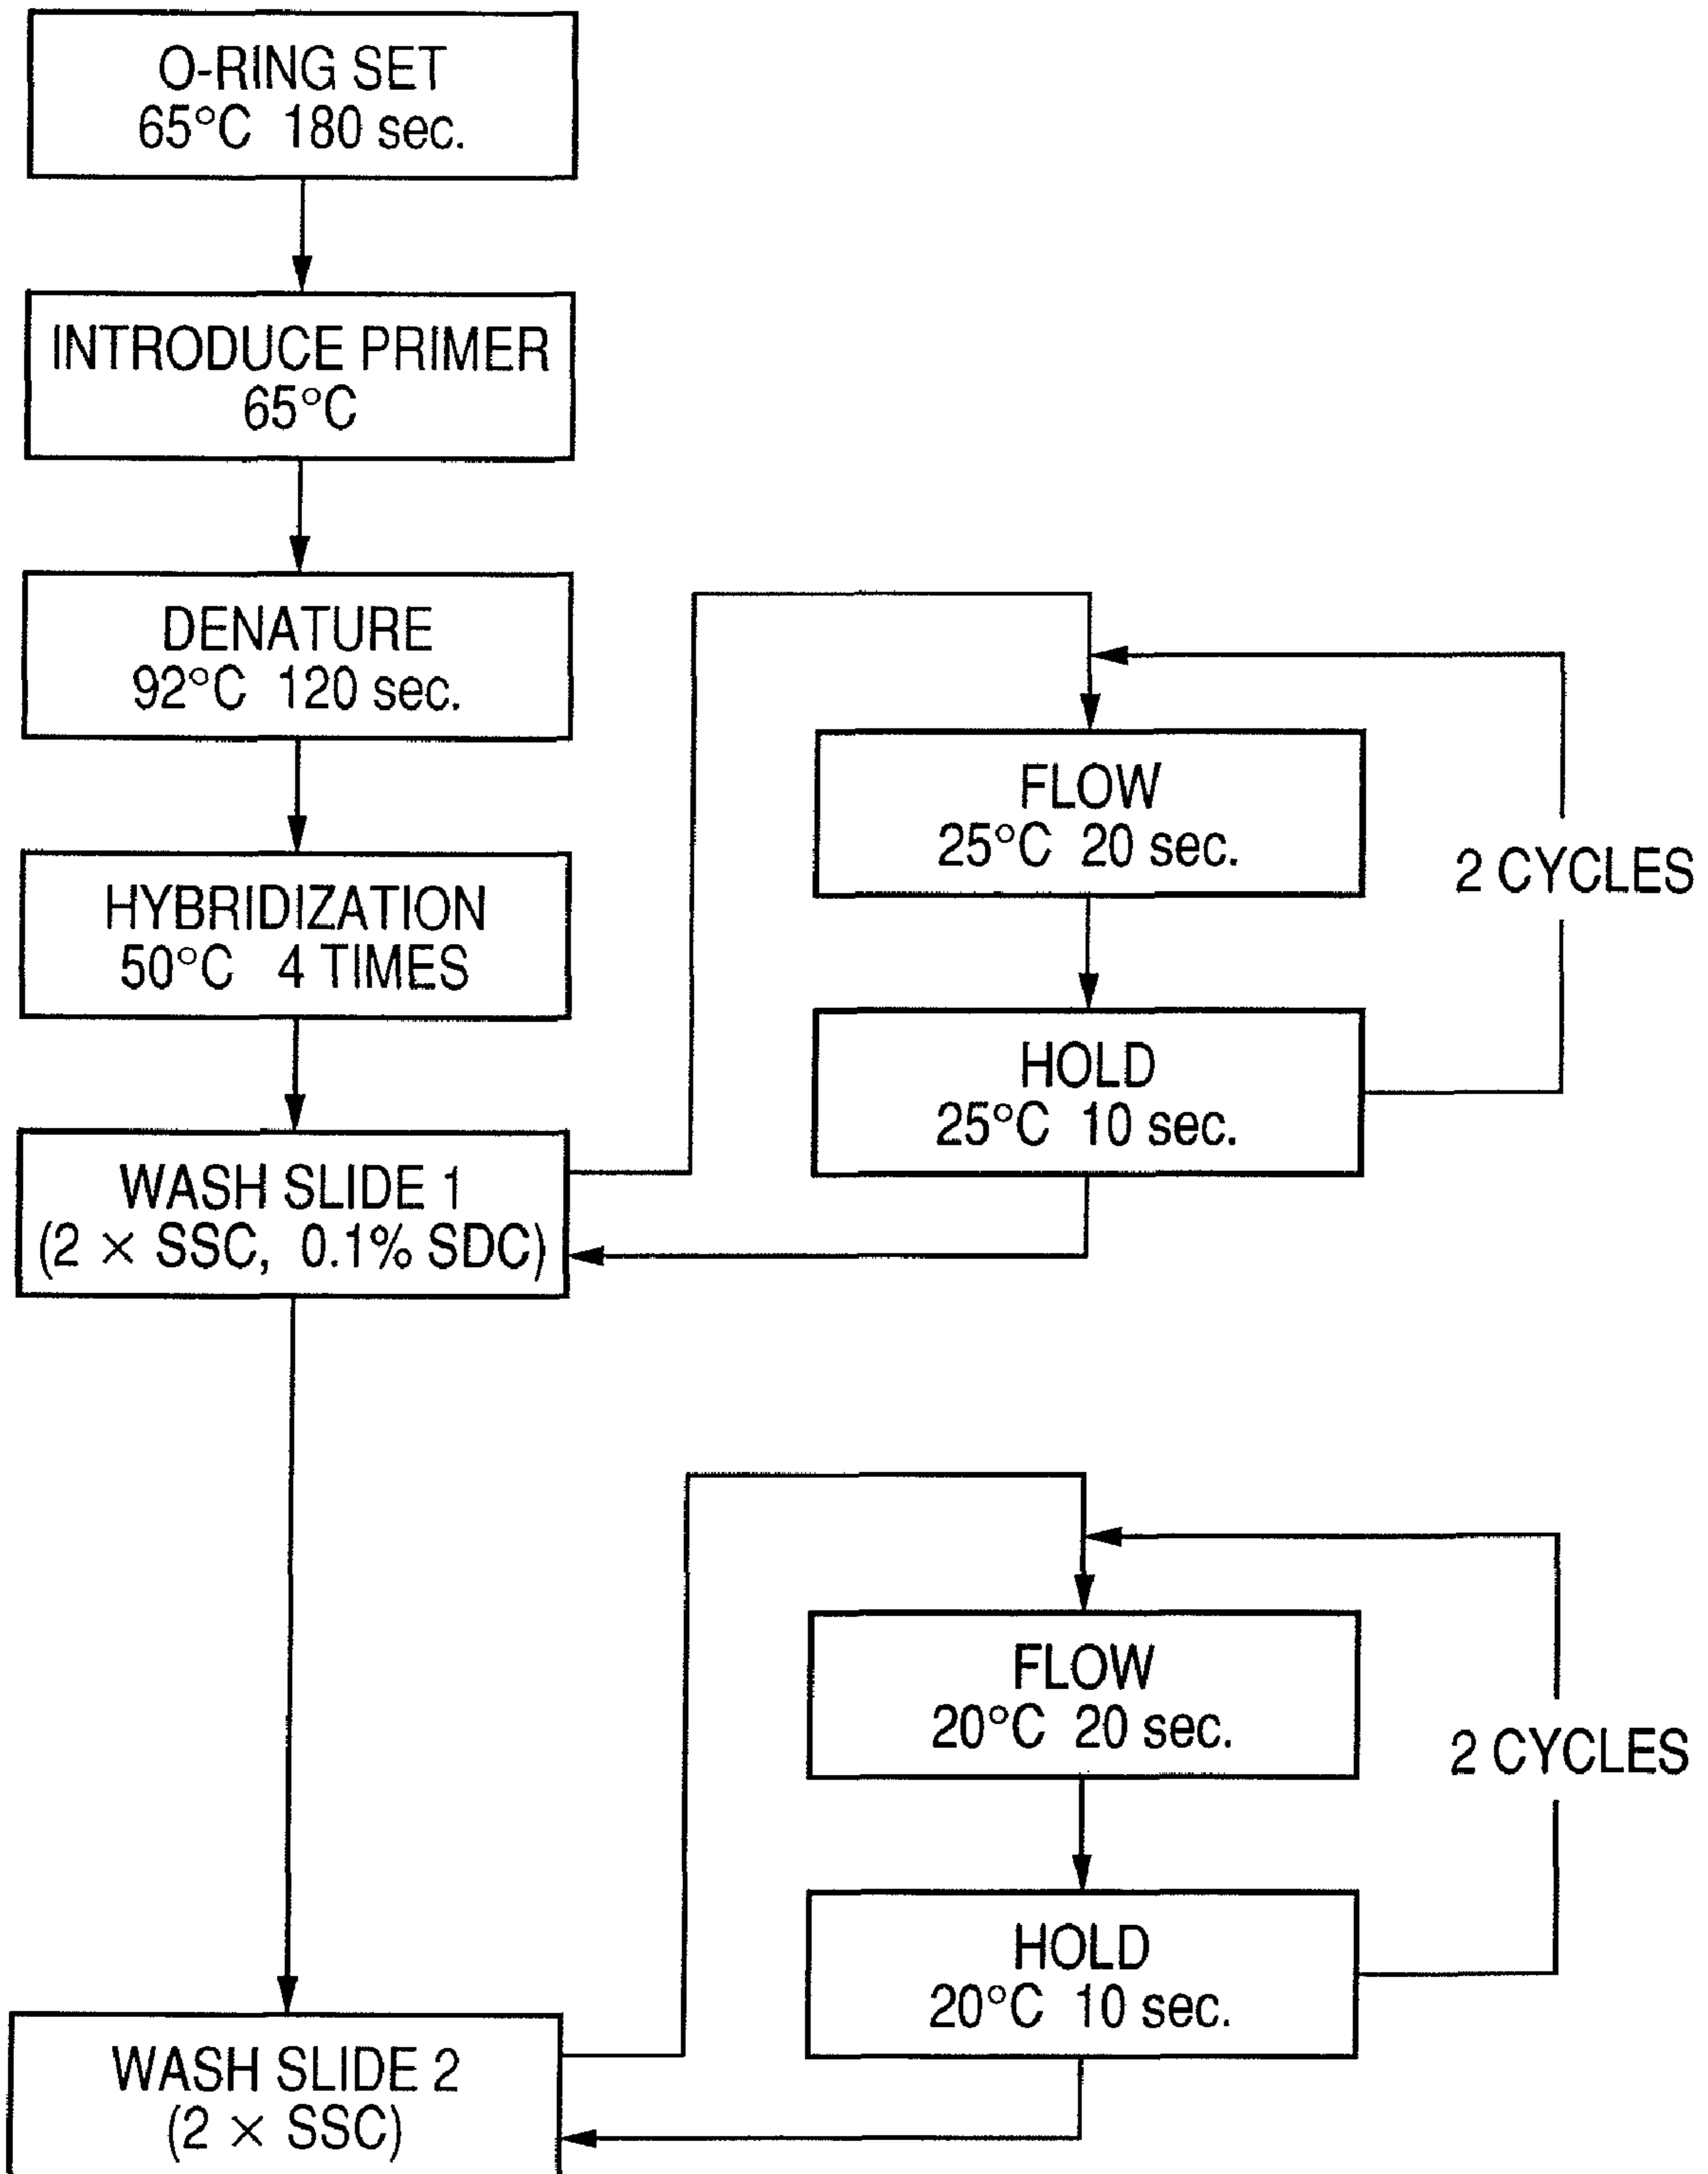 O-RING SET
65°C 180 sec.
INTRODUCE PRIMER
65°C
DENATURE
92°C 120 sec.
HYBRIDIZATION
50°C 4 TIMES
WASH SLIDE 1
(2 × SSC, 0.1% SDC)
FLOW
25°C 20 sec.
HOLD
25°C 10 sec.
2 CYCLES
WASH SLIDE 2
(2 × SSC)
FLOW
20°C 20 sec.
HOLD
20°C 10 sec.
2 CYCLES